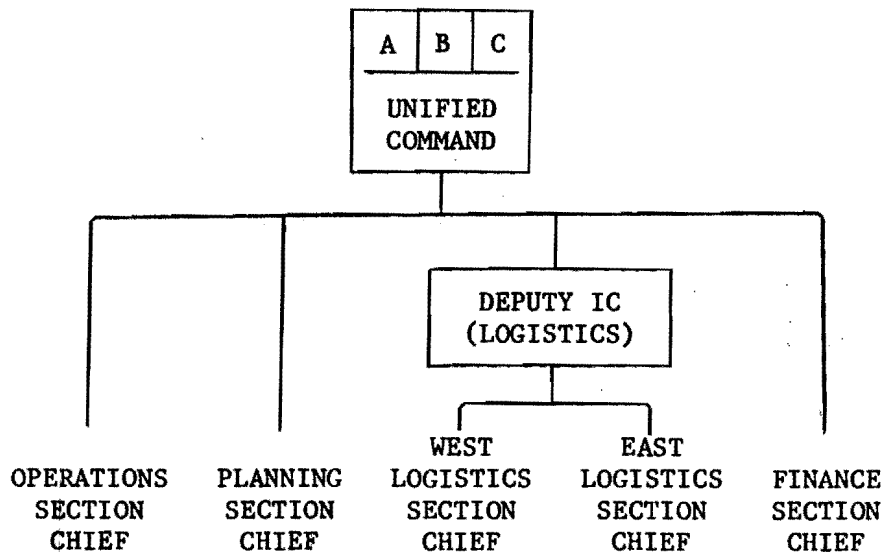 A B C
UNIFIED
COMMAND
DEPUTY IC
(LOGISTICS)
OPERATIONS
SECTION
CHIEF
PLANNING
SECTION
CHIEF
WEST
LOGISTICS
SECTION
CHIEF
EAST
LOGISTICS
SECTION
CHIEF
FINANCE
SECTION
CHIEF